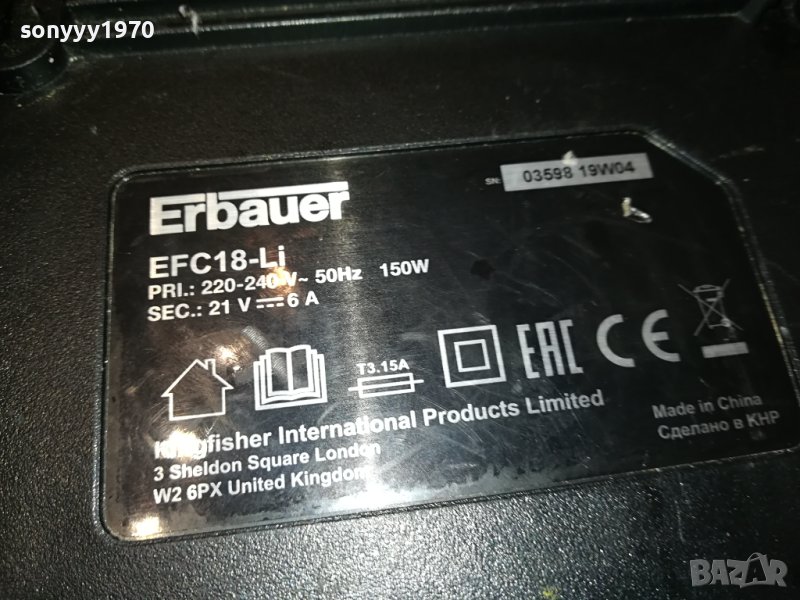 sonyyy1970
SN: 03598 19W04
Erbauer
EFC18-Li
PRI.: 220-240 V~ 50Hz 150W
SEC.: 21 V ⎓ 6 A
T3.15A
EAC CE
Kingfisher International Products Limited
3 Sheldon Square London
W2 6PX United Kingdom
Made in China
Сделано в КНР
BAZAR